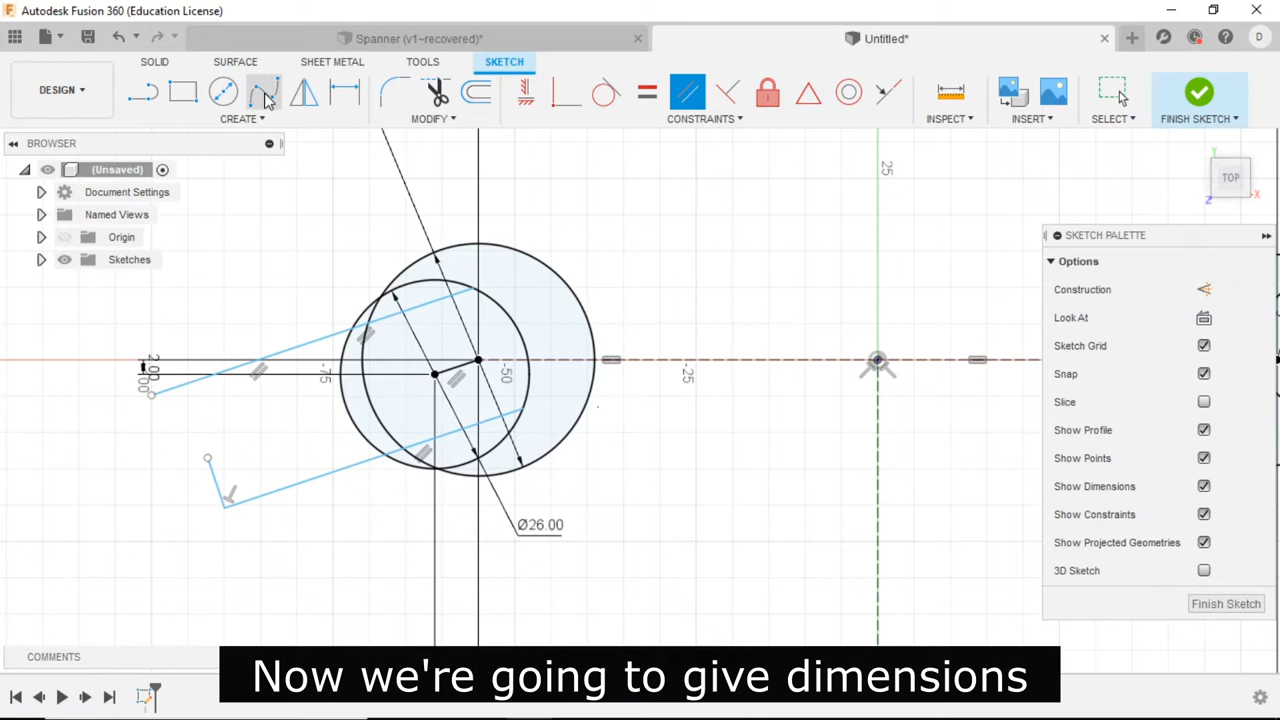 Autodesk Fusion 360 (Education License)
Spanner (v1~recovered)*
Untitled*
D
DESIGN
SOLID
SURFACE
SHEET METAL
TOOLS
SKETCH
CREATE
MODIFY
CONSTRAINTS
INSPECT
INSERT
SELECT
FINISH SKETCH
BROWSER
(Unsaved)
Document Settings
Named Views
Origin
Sketches
25
TOP
Y
X
Z
SKETCH PALETTE
Options
Construction
Look At
Sketch Grid
Snap
Slice
Show Profile
Show Points
Show Dimensions
Show Constraints
Show Projected Geometries
3D Sketch
Finish Sketch
-75
-50
-25
Ø26.00
COMMENTS
Now we're going to give dimensions